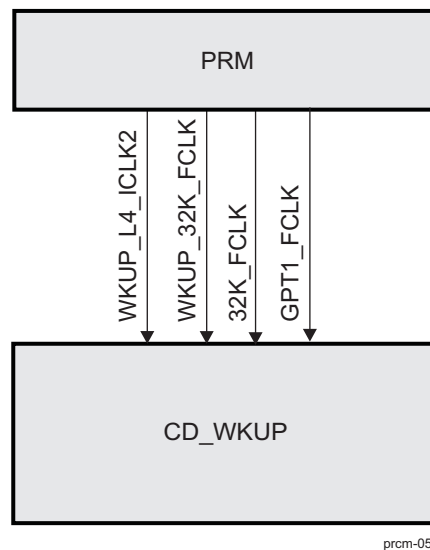 PRM
WKUP_L4_ICLK2
WKUP_32K_FCLK
32K_FCLK
GPT1_FCLK
CD_WKUP
prcm-05